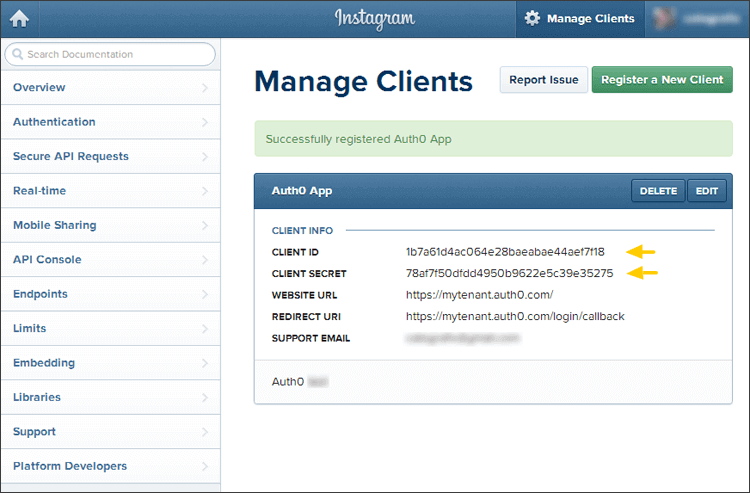 Instagram
Manage Clients
Search Documentation
Overview
Authentication
Secure API Requests
Real-time
Mobile Sharing
API Console
Endpoints
Limits
Embedding
Libraries
Support
Platform Developers
Manage Clients
Report Issue
Register a New Client
Successfully registered Auth0 App
Auth0 App
DELETE
EDIT
CLIENT INFO
CLIENT ID 1b7a61d4ac064e28baeabae44aef7f18
CLIENT SECRET 78af7f50dfdd4950b9622e5c39e35275
WEBSITE URL https://mytenant.auth0.com/
REDIRECT URI https://mytenant.auth0.com/login/callback
SUPPORT EMAIL
Auth0